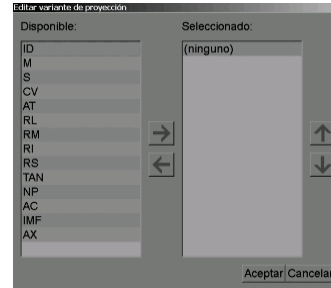 Editar variante de proyección
Disponible:
Seleccionado:
ID
M
S
CV
AT
RL
RM
RI
RS
TAN
NP
AC
IMF
AX
(ninguno)
Aceptar
Cancelar